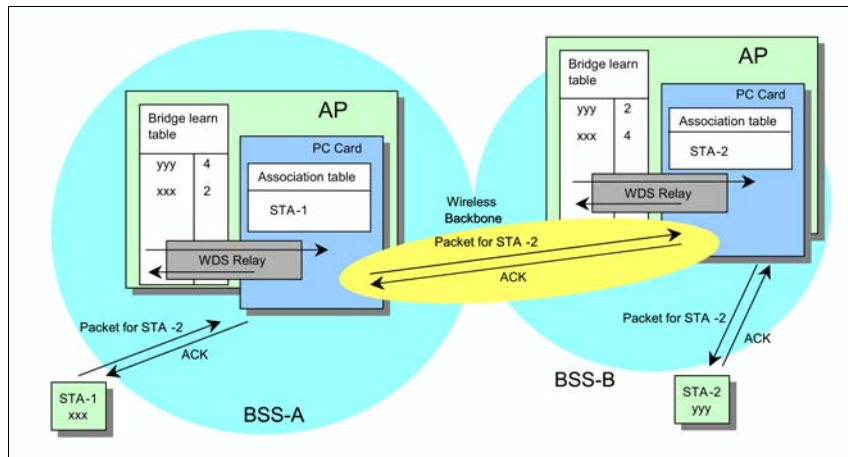 AP
Bridge learn
table
yyy 4
xxx 2
PC Card
Association table
STA-1
WDS Relay
Packet for STA -2
ACK
STA-1
xxx
BSS-A
Wireless
Backbone
Packet for STA -2
ACK
AP
Bridge learn
table
yyy 2
xxx 4
PC Card
Association table
STA-2
WDS Relay
Packet for STA -2
ACK
BSS-B
STA-2
yyy